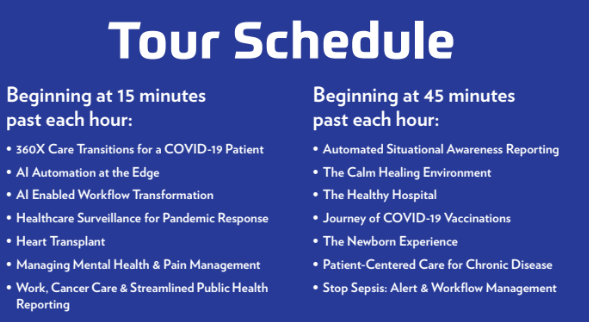 Tour Schedule
Beginning at 15 minutes
past each hour:
• 360X Care Transitions for a COVID-19 Patient
• AI Automation at the Edge
• AI Enabled Workflow Transformation
• Healthcare Surveillance for Pandemic Response
• Heart Transplant
• Managing Mental Health & Pain Management
• Work, Cancer Care & Streamlined Public Health
Reporting
Beginning at 45 minutes
past each hour:
• Automated Situational Awareness Reporting
• The Calm Healing Environment
• The Healthy Hospital
• Journey of COVID-19 Vaccinations
• The Newborn Experience
• Patient-Centered Care for Chronic Disease
• Stop Sepsis: Alert & Workflow Management